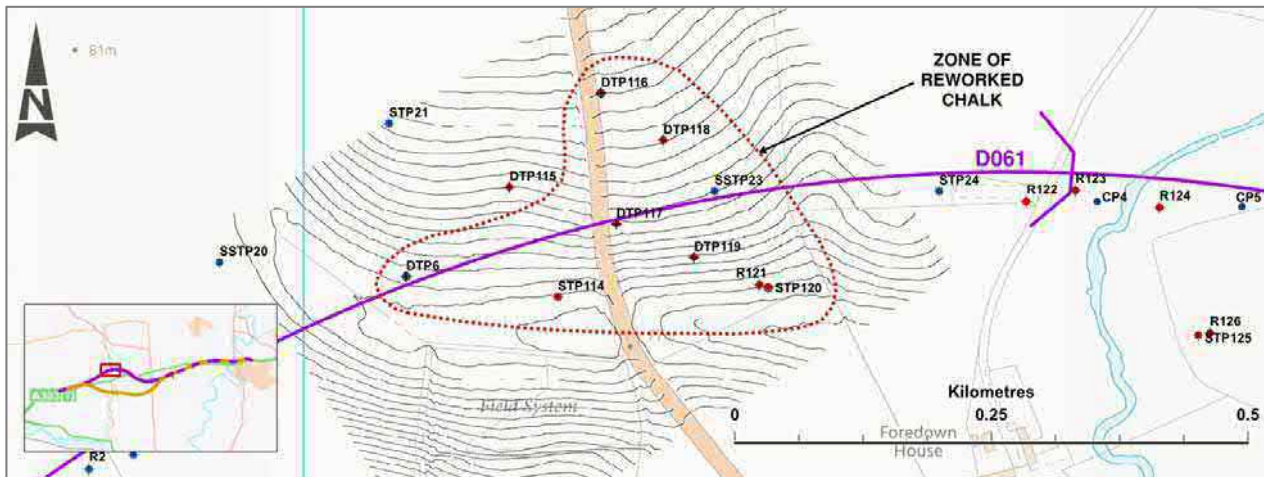 N
81m
STP21
DTP116
ZONE OF
REWORKED
CHALK
DTP118
D061
DTP115
SSTP23
STP24
R122
R123
CP4
R124
CP5
DTP117
SSTP20
DTP6
DTP119
R121
STP120
STP114
R126
STP125
Kilometres
0
0.25
0.5
Field System
Foredown
House
R2